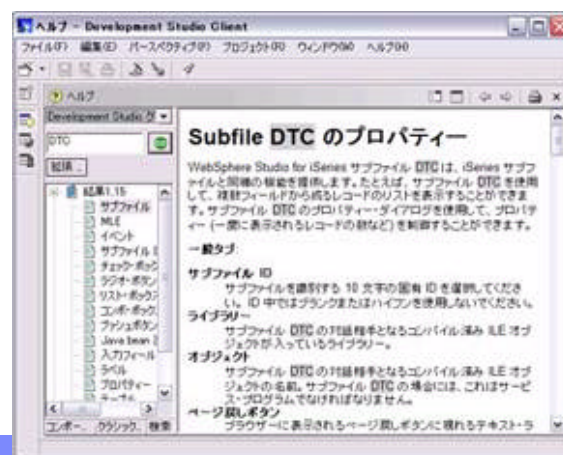 ヘルプ - Development Studio Client
ファイル(F) 編集(E) パースペクティブ(P) プロジェクト(R) ウィンドウ(W) ヘルプ(H)
ヘルプ
Development Studio
DTC
拡張
結果1.15
サブファイル
MLE
イベント
サブファイル
チェック・ボック
ラジオ・ボタン
リスト・ボックス
コンボ・ボック
プッシュボタン
Java bean
入力フィール
ラベル
プロパティー
テーブル
コンポー.. クラシック.. 検索
Subfile DTC のプロパティー
WebSphere Studio for iSeries サブファイル DTC は、iSeries サブフ
ァイルと同様の機能を提供します。たとえば、サブファイル DTC を使用
して、複数フィールドから成るレコードのリストを表示することができま
す。サブファイル DTC のプロパティー・ダイアログを使用して、プロパテ
ィー (一度に表示されるレコードの数など) を制御することができます。
一般タブ:
サブファイル ID
サブファイルを識別する 10 文字の固有 ID を選択してくださ
い。ID 中ではブランクまたはハイフンを使用しないでください。
ライブラリー
サブファイル DTC の対話相手となるコンパイル済み ILE オブ
ジェクトが入っているライブラリー。
オブジェクト
サブファイル DTC の対話相手となるコンパイル済み ILE オブ
ジェクトの名前。サブファイル DTC の場合には、これはサービ
ス・プログラムでなければなりません。
ページ戻しボタン
ブラウザーに表示されるページ戻しボタンに現れるテキスト・ラ